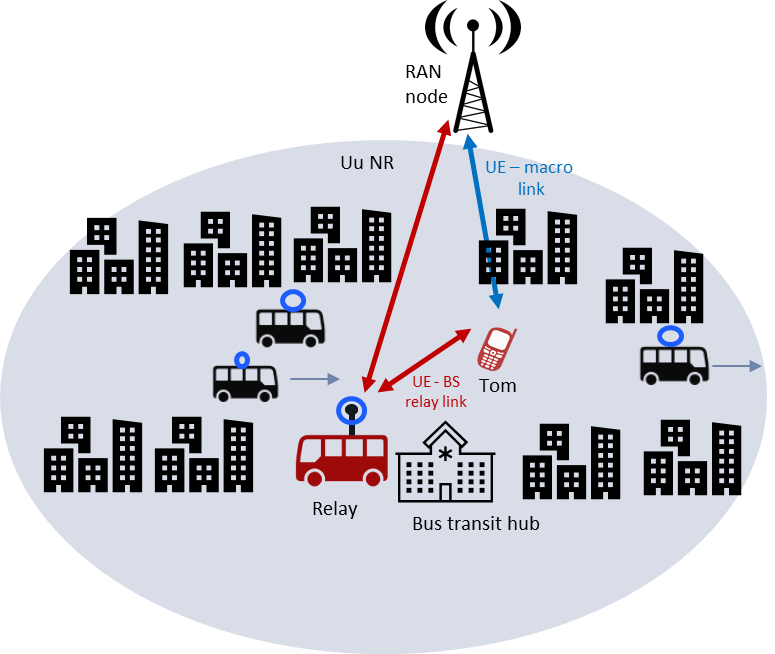 RAN
node
Uu NR
UE – macro
link
UE - BS
relay link
Tom
Relay
Bus transit hub